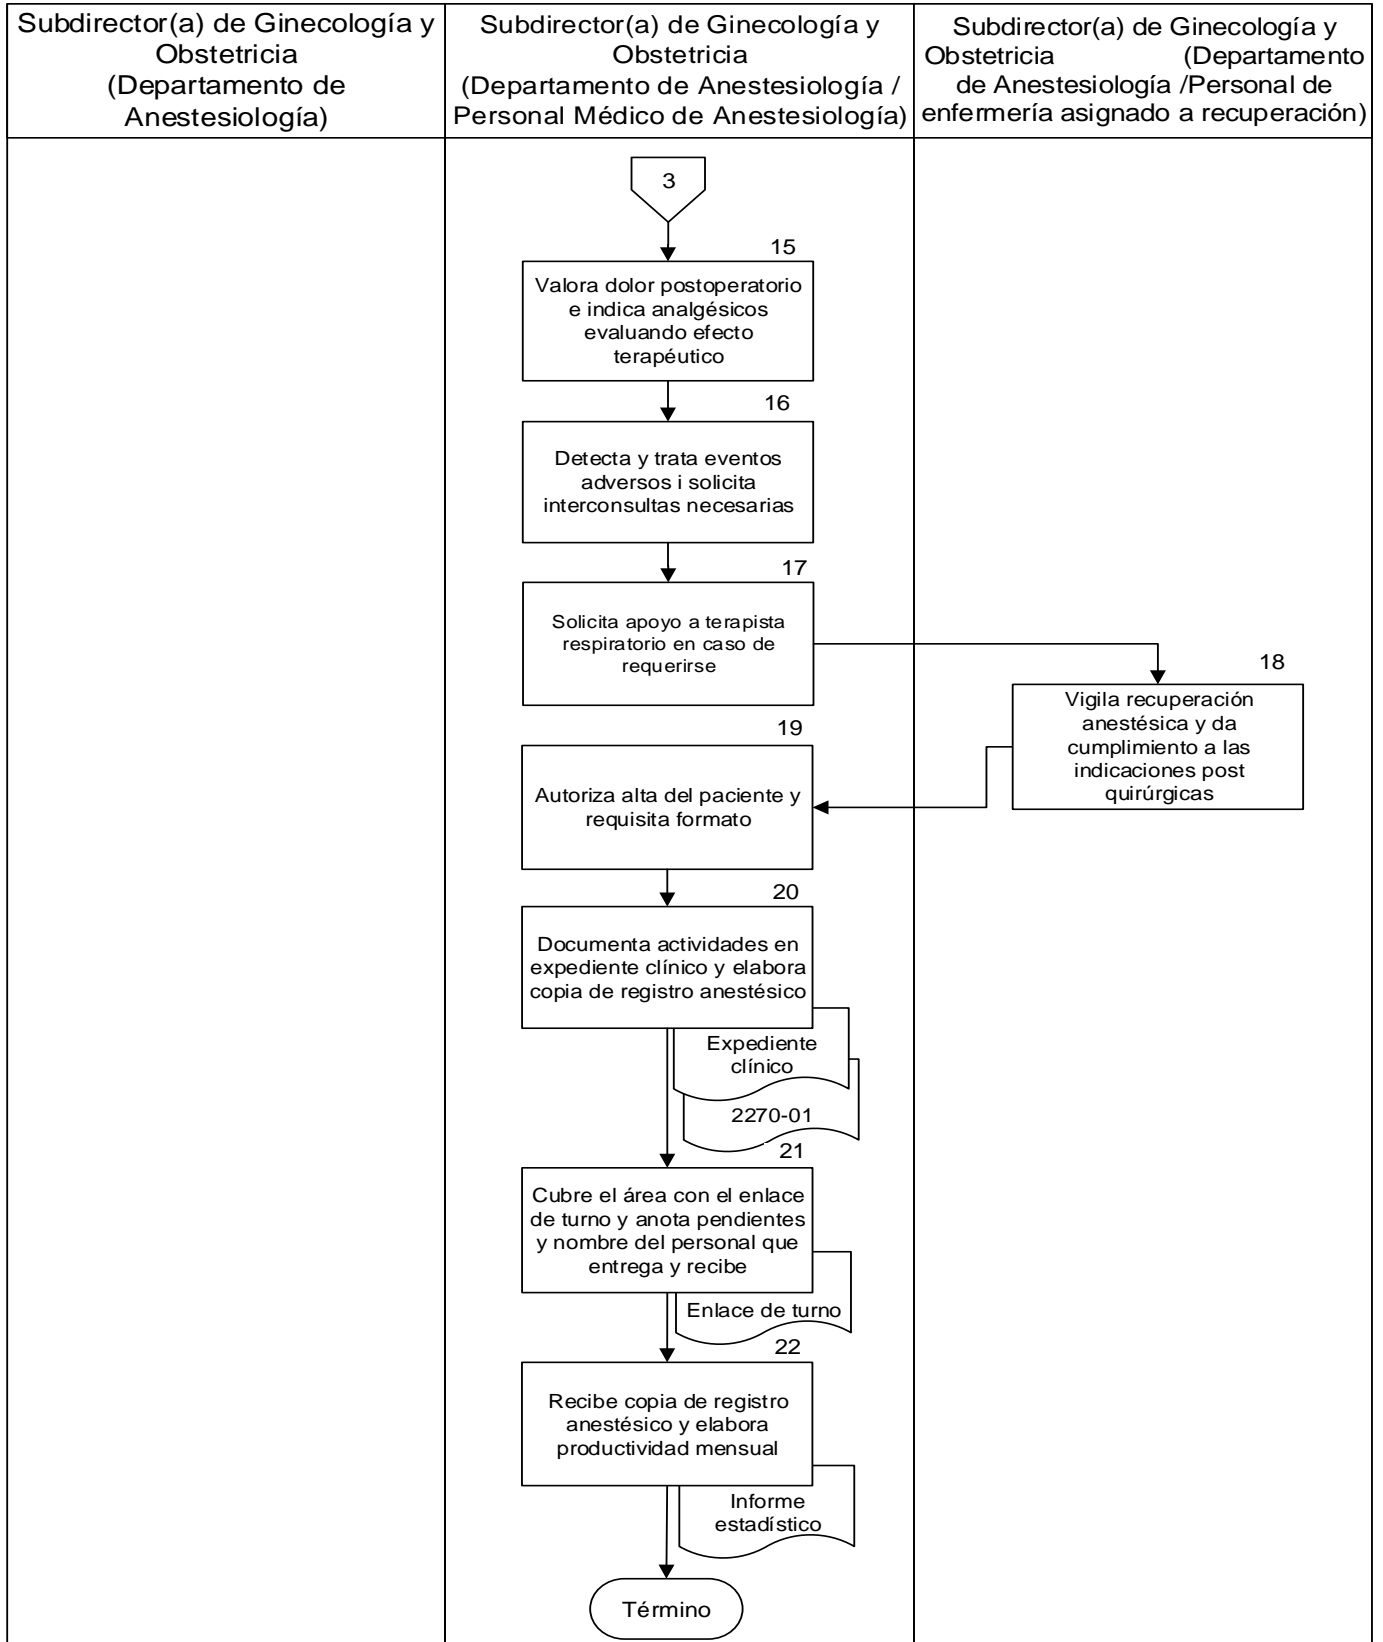 Subdirector(a) de Ginecología y
Obstetricia
(Departamento de
Anestesiología)
Subdirector(a) de Ginecología y
Obstetricia
(Departamento de Anestesiología /
Personal Médico de Anestesiología)
Subdirector(a) de Ginecología y
Obstetricia (Departamento
de Anestesiología /Personal de
enfermería asignado a recuperación)
3
15
Valora dolor postoperatorio
e indica analgésicos
evaluando efecto
terapéutico
16
Detecta y trata eventos
adversos i solicita
interconsultas necesarias
17
Solicita apoyo a terapista
respiratorio en caso de
requerirse
18
Vigila recuperación
anestésica y da
cumplimiento a las
indicaciones post
quirúrgicas
19
Autoriza alta del paciente y
requisita formato
20
Documenta actividades en
expediente clínico y elabora
copia de registro anestésico
Expediente
clínico
2270-01
21
Cubre el área con el enlace
de turno y anota pendientes
y nombre del personal que
entrega y recibe
Enlace de turno
22
Recibe copia de registro
anestésico y elabora
productividad mensual
Informe
estadístico
Término